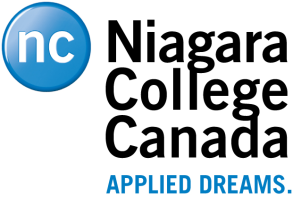 nc
Niagara
College
Canada
APPLIED DREAMS.